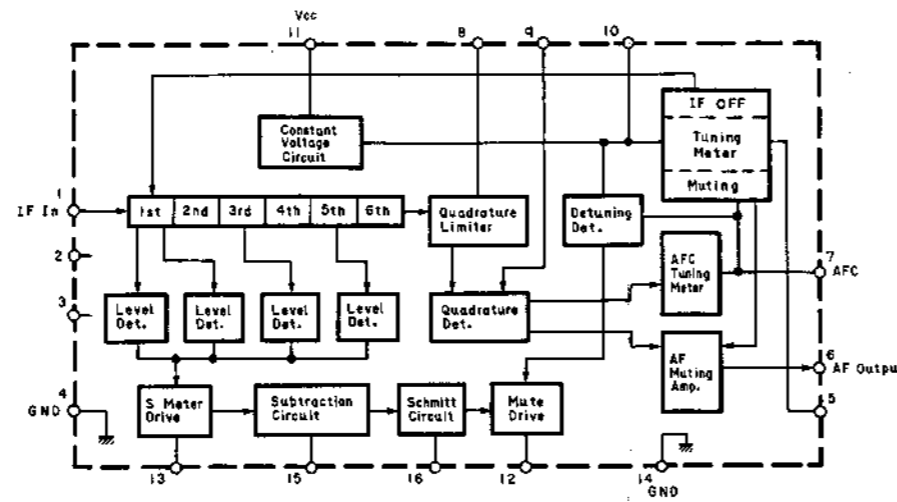 Vcc
11
8
9
10
IF OFF
Tuning
Meter
Muting
Constant
Voltage
Circuit
1
IF In
1st 2nd 3rd 4th 5th 6th
Quadrature
Limiter
Detuning
Det.
2
AFC
Tuning
Meter
7
AFC
3
Level
Det.
Level
Det.
Level
Det.
Level
Det.
Quadrature
Det.
AF
Muting
Amp.
6
AF Output
4
GND
S Meter
Drive
Subtraction
Circuit
Schmitt
Circuit
Mute
Drive
5
13
15
16
12
14
GND